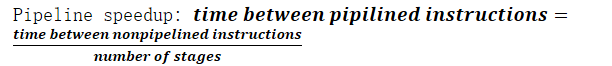 Pipeline speedup: time between pipilined instructions =
time between nonpipelined instructions
number of stages